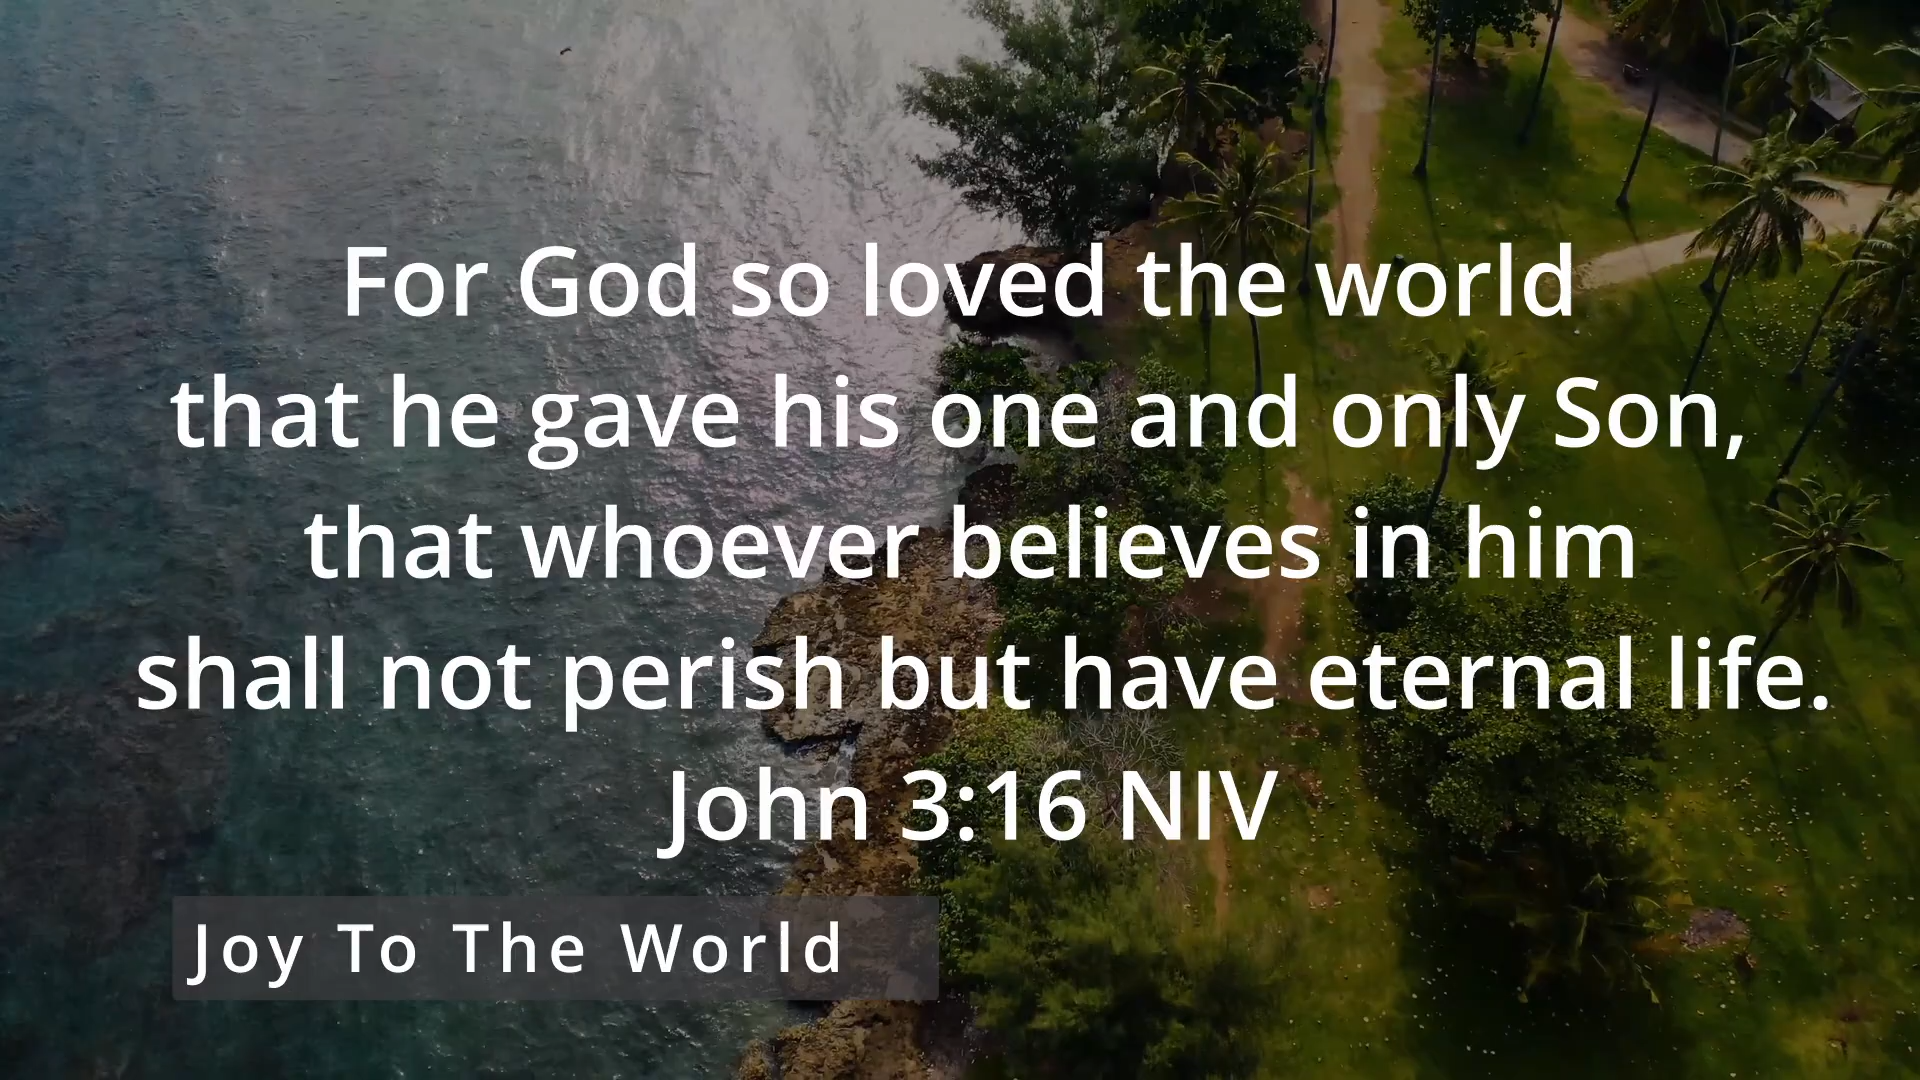 For God so loved the world
that he gave his one and only Son,
that whoever believes in him
shall not perish but have eternal life.
John 3:16 NIV
Joy To The World